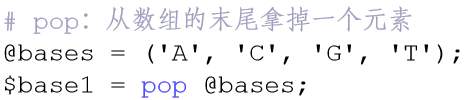 # pop: 从数组的末尾拿掉一个元素
@bases = ('A', 'C', 'G', 'T');
$base1 = pop @bases;